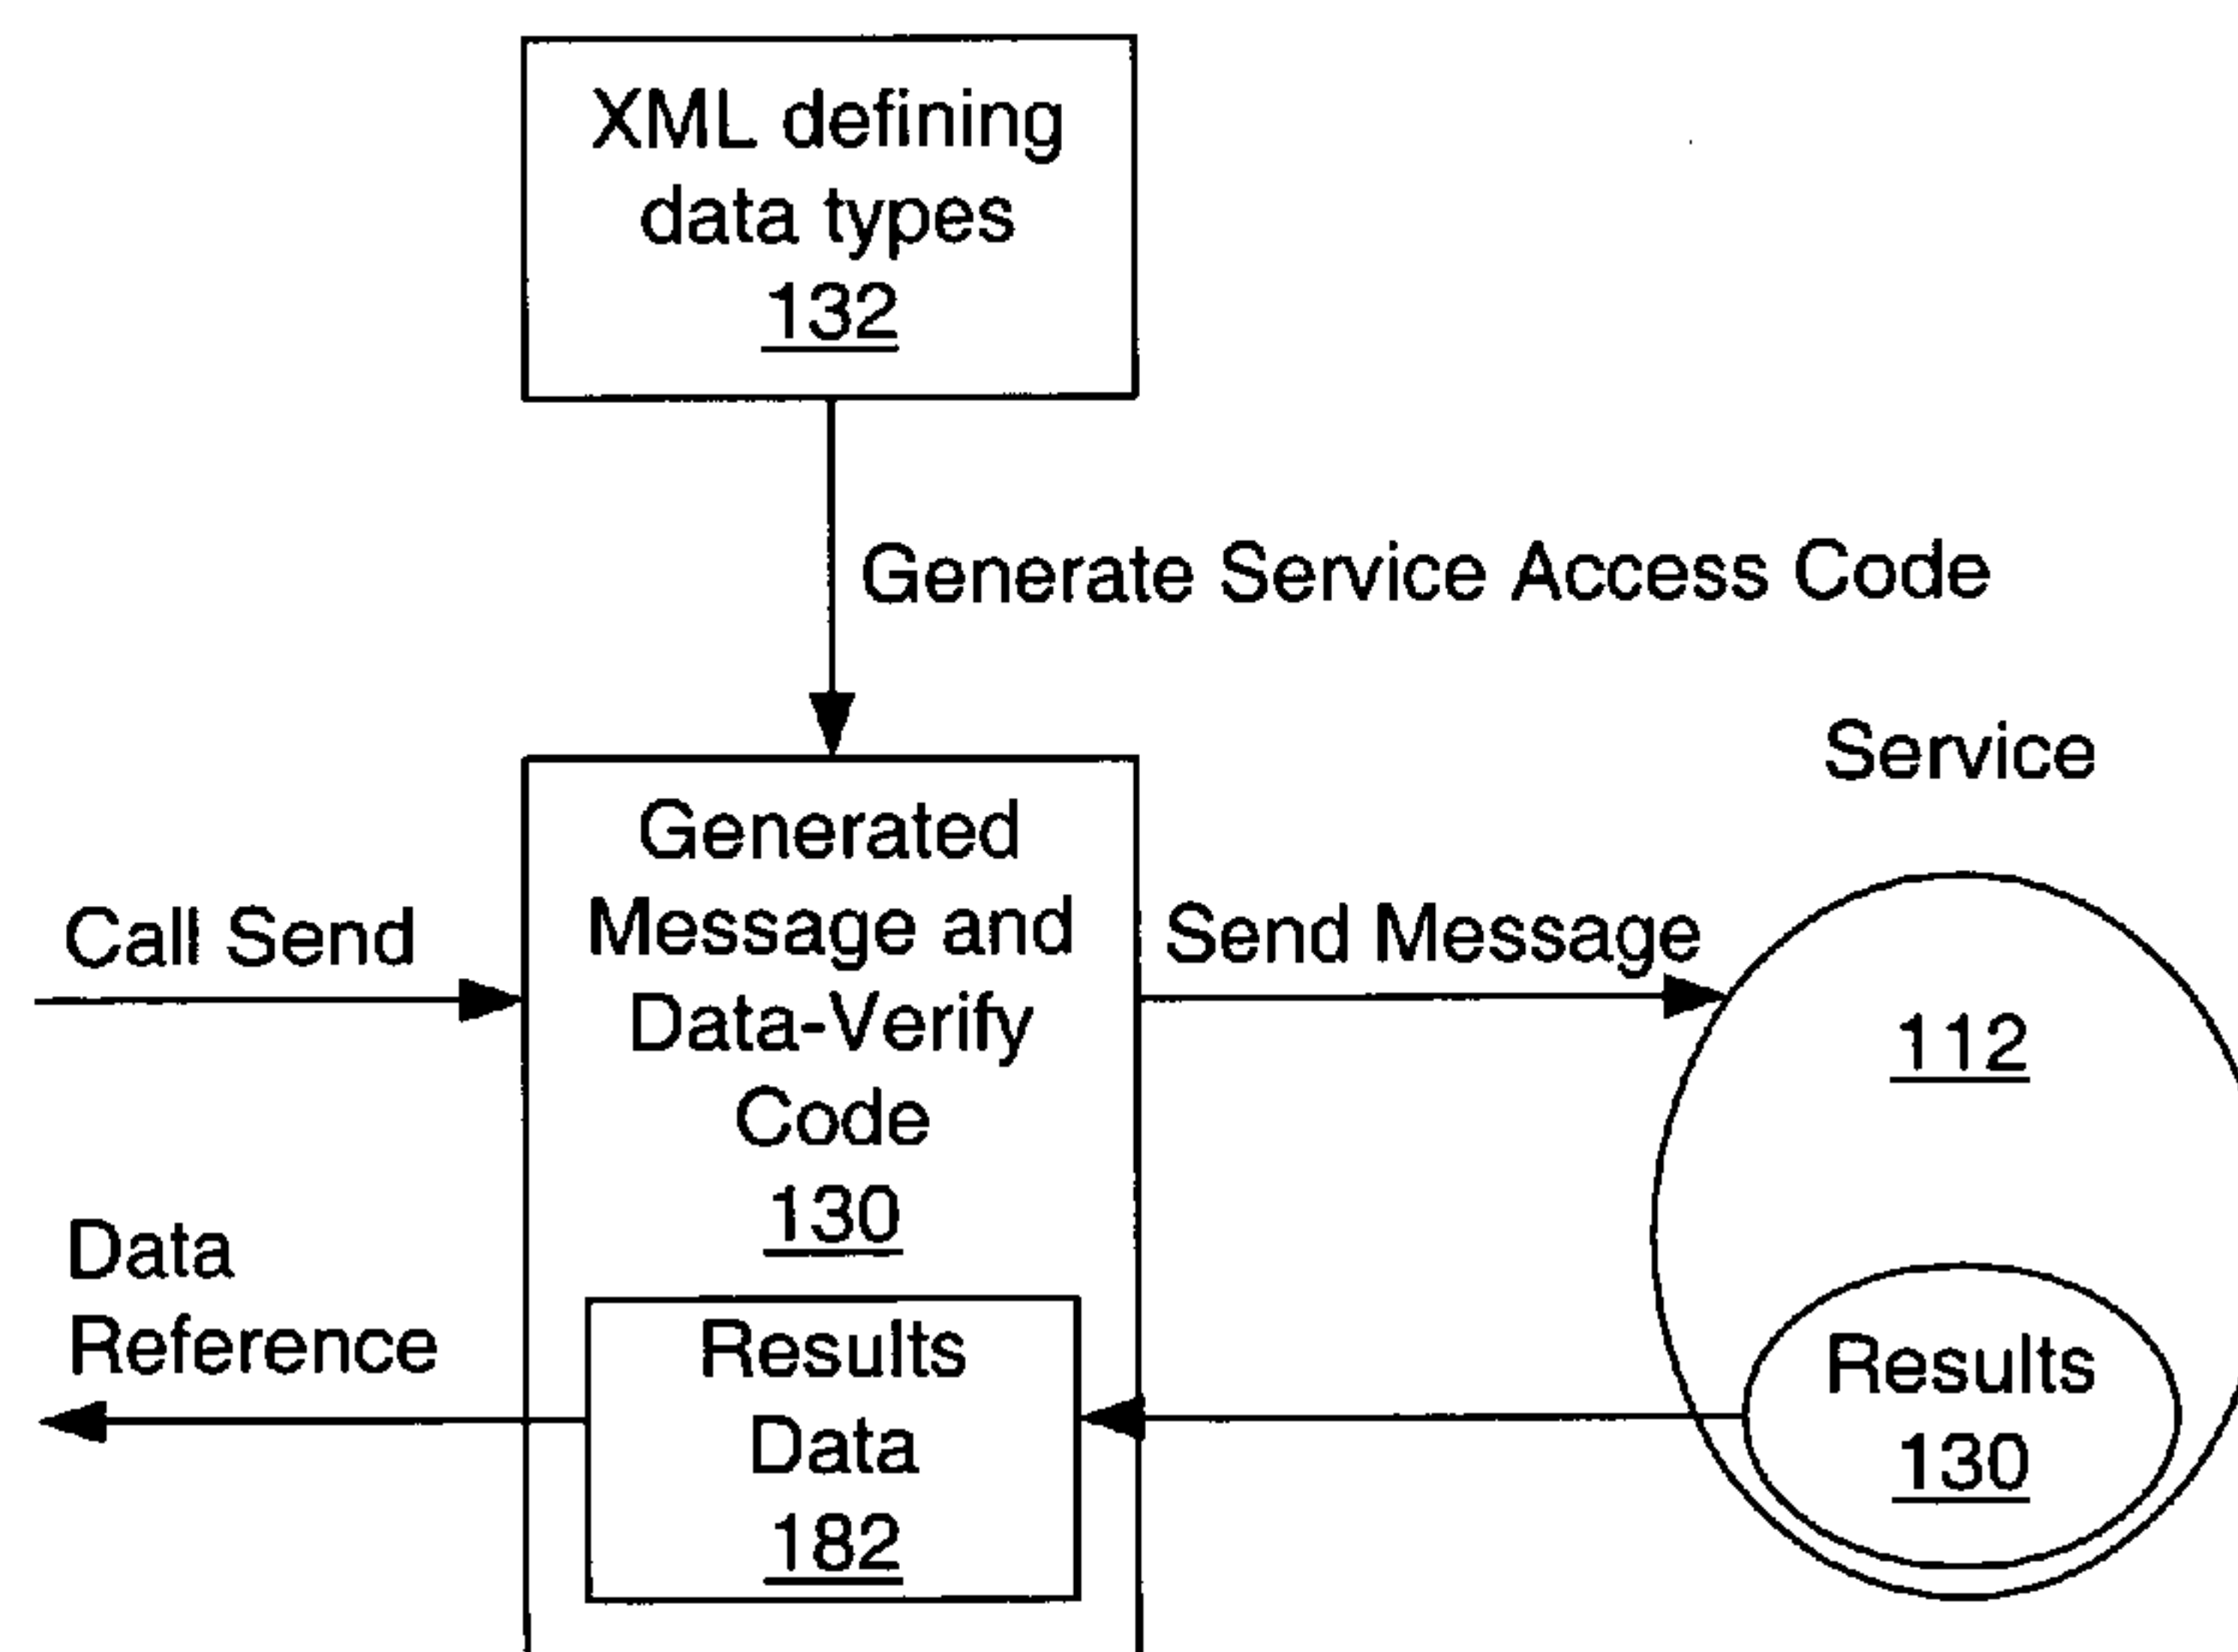 XML defining
data types
132
Generate Service Access Code
Service
Generated
Message and
Data-Verify
Code
130
Call Send
Send Message
112
Data
Reference
Results
Data
182
Results
130